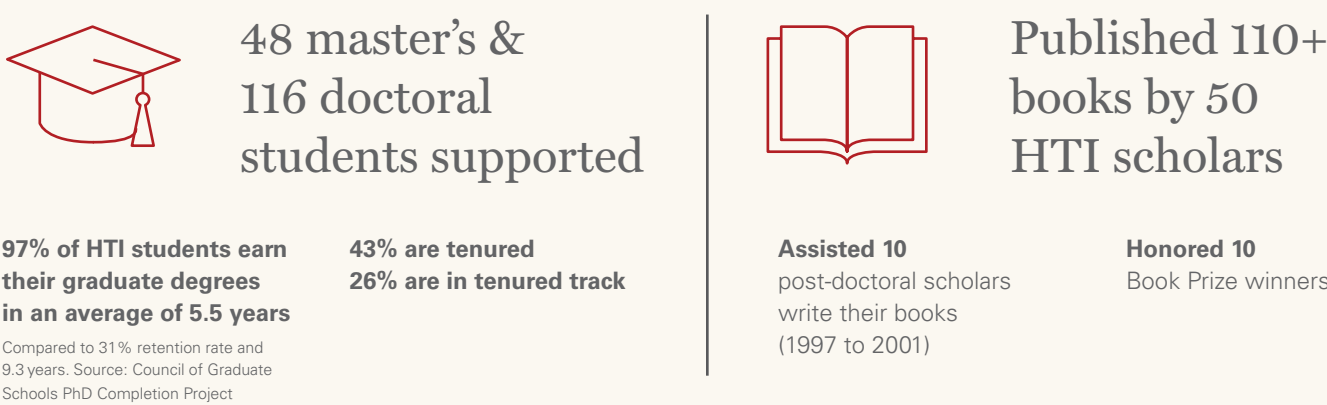 48 master's &
116 doctoral
students supported
97% of HTI students earn
their graduate degrees
in an average of 5.5 years
Compared to 31% retention rate and
9.3 years. Source: Council of Graduate
Schools PhD Completion Project
43% are tenured
26% are in tenured track
Published 110+
books by 50
HTI scholars
Assisted 10
post-doctoral scholars
write their books
(1997 to 2001)
Honored 10
Book Prize winners